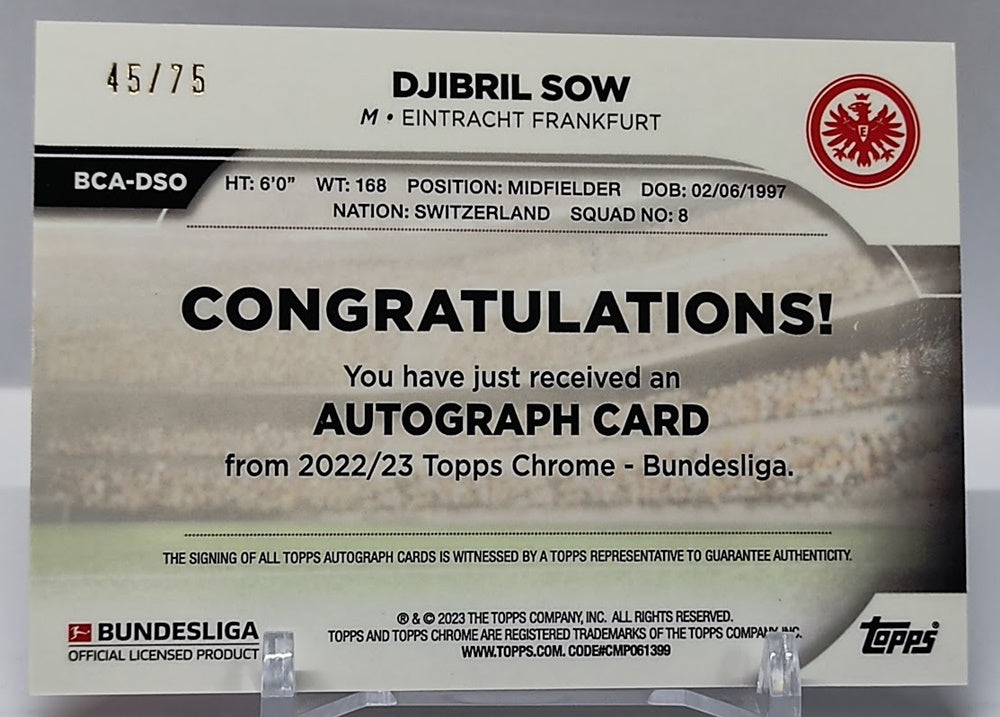 45/75
DJIBRIL SOW
M • EINTRACHT FRANKFURT
E
BCA-DSO
HT: 6'0" WT: 168 POSITION: MIDFIELDER DOB: 02/06/1997
NATION: SWITZERLAND SQUAD NO: 8
CONGRATULATIONS!
You have just received an
AUTOGRAPH CARD
from 2022/23 Topps Chrome - Bundesliga.
THE SIGNING OF ALL TOPPS AUTOGRAPH CARDS IS WITNESSED BY A TOPPS REPRESENTATIVE TO GUARANTEE AUTHENTICITY.
BUNDESLIGA
OFFICIAL LICENSED PRODUCT
® & © 2023 THE TOPPS COMPANY, INC. ALL RIGHTS RESERVED.
TOPPS AND TOPPS CHROME ARE REGISTERED TRADEMARKS OF THE TOPPS COMPANY, INC.
WWW.TOPPS.COM. CODE#CMP061399
Topps